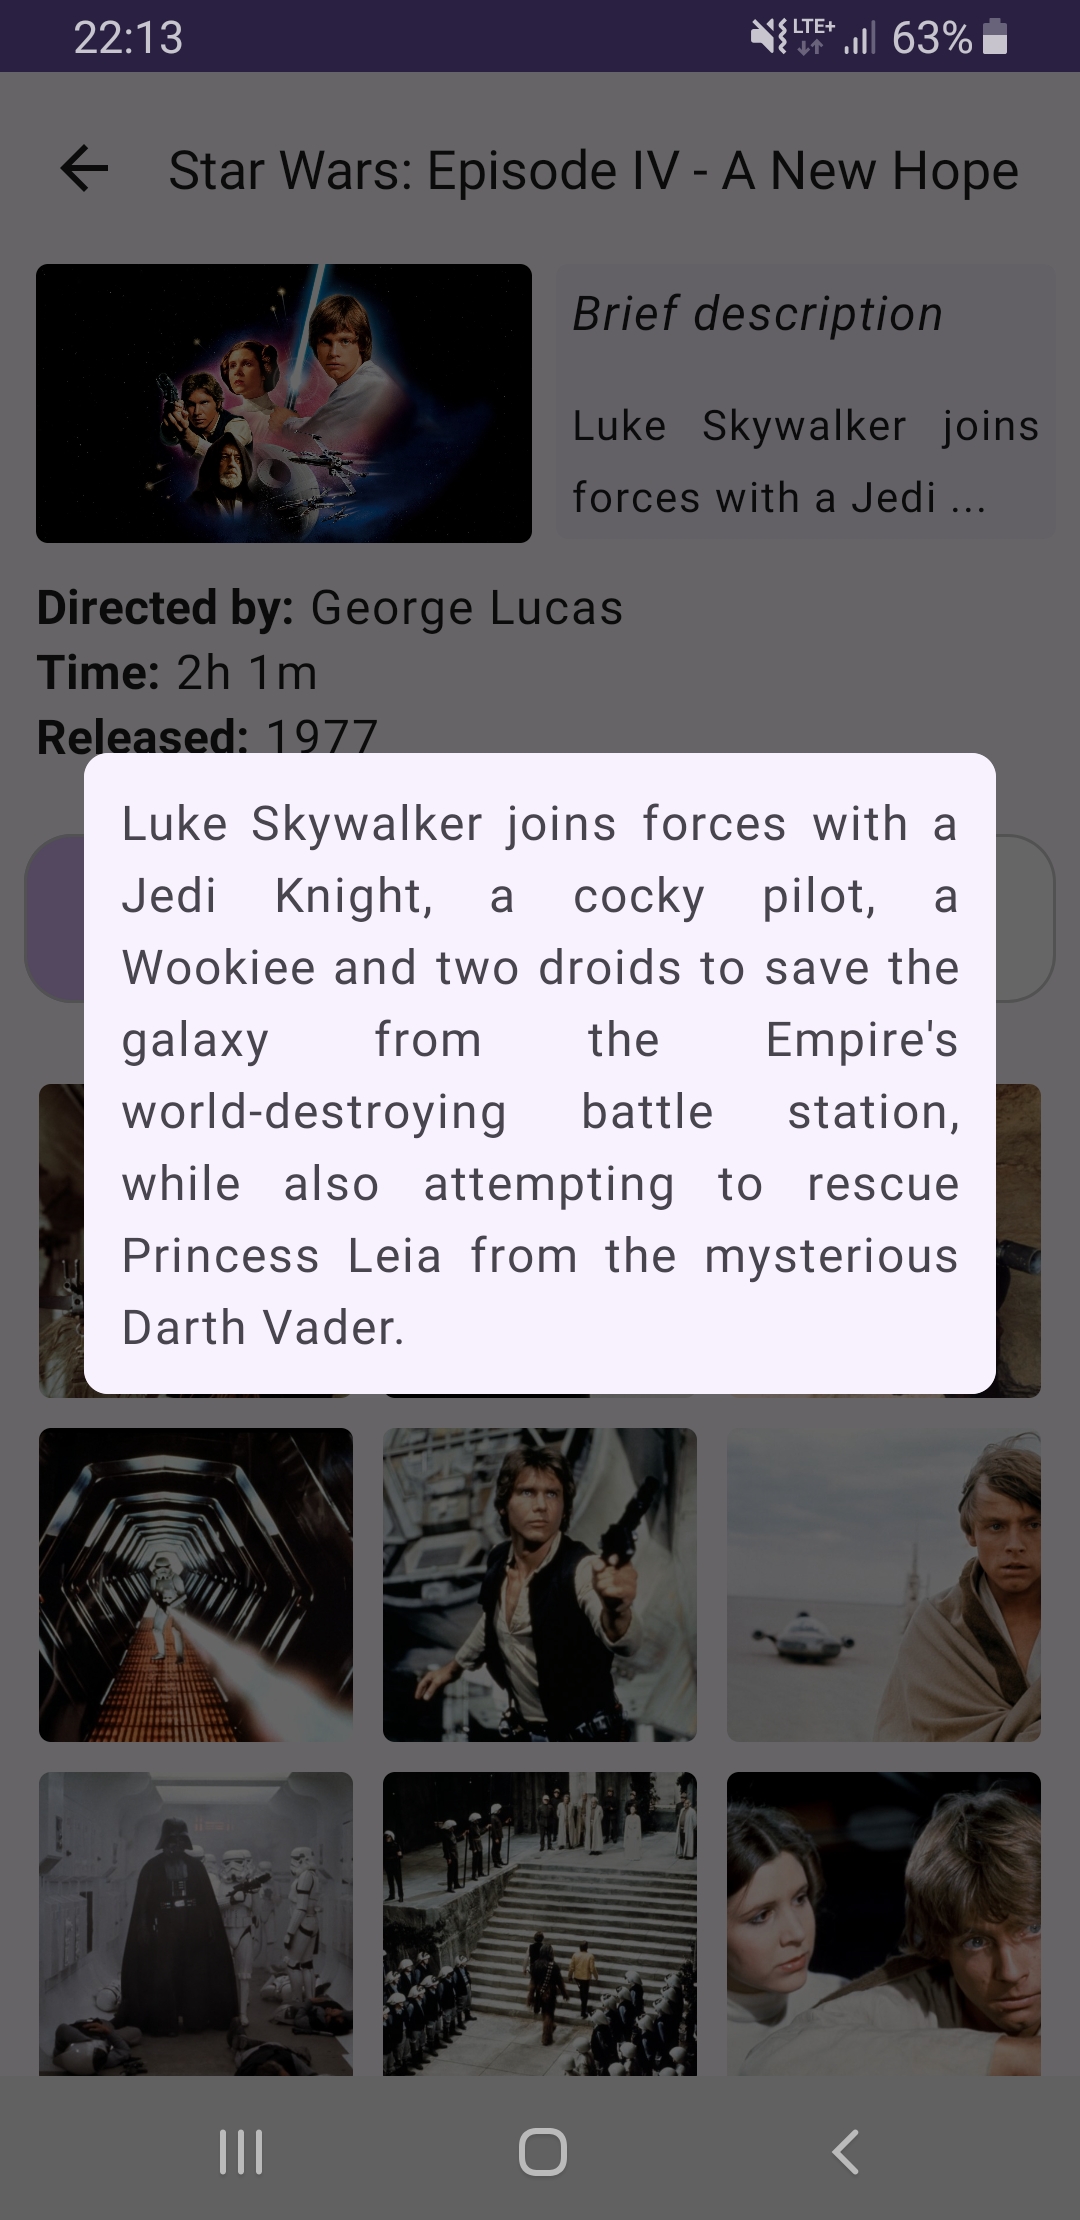 22:13 LTE+ 63%
Star Wars: Episode IV - A New Hope
Brief description
Luke Skywalker joins
forces with a Jedi ...
Directed by: George Lucas
Time: 2h 1m
Released: 1977
Luke Skywalker joins forces with a
Jedi Knight, a cocky pilot, a
Wookiee and two droids to save the
galaxy from the Empire's
world-destroying battle station,
while also attempting to rescue
Princess Leia from the mysterious
Darth Vader.